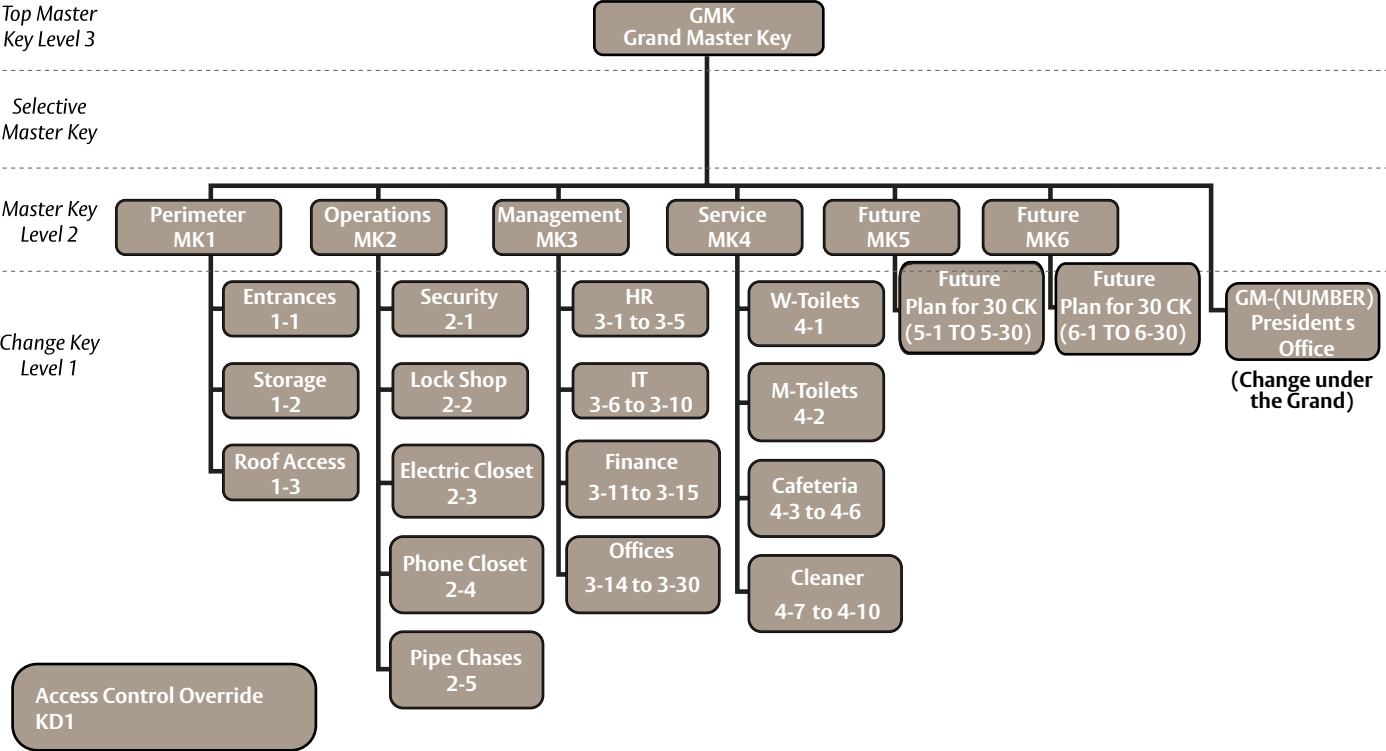 Top Master
Key Level 3
GMK
Grand Master Key
Selective
Master Key
Master Key
Level 2
Perimeter
MK1
Operations
MK2
Management
MK3
Service
MK4
Future
MK5
Future
MK6
Change Key
Level 1
Entrances
1-1
Storage
1-2
Roof Access
1-3
Security
2-1
Lock Shop
2-2
Electric Closet
2-3
Phone Closet
2-4
Pipe Chases
2-5
HR
3-1 to 3-5
IT
3-6 to 3-10
Finance
3-11to 3-15
Offices
3-14 to 3-30
W-Toilets
4-1
M-Toilets
4-2
Cafeteria
4-3 to 4-6
Cleaner
4-7 to 4-10
Future
Plan for 30 CK
(5-1 TO 5-30)
Future
Plan for 30 CK
(6-1 TO 6-30)
GM-(NUMBER)
President s
Office
(Change under
the Grand)
Access Control Override
KD1